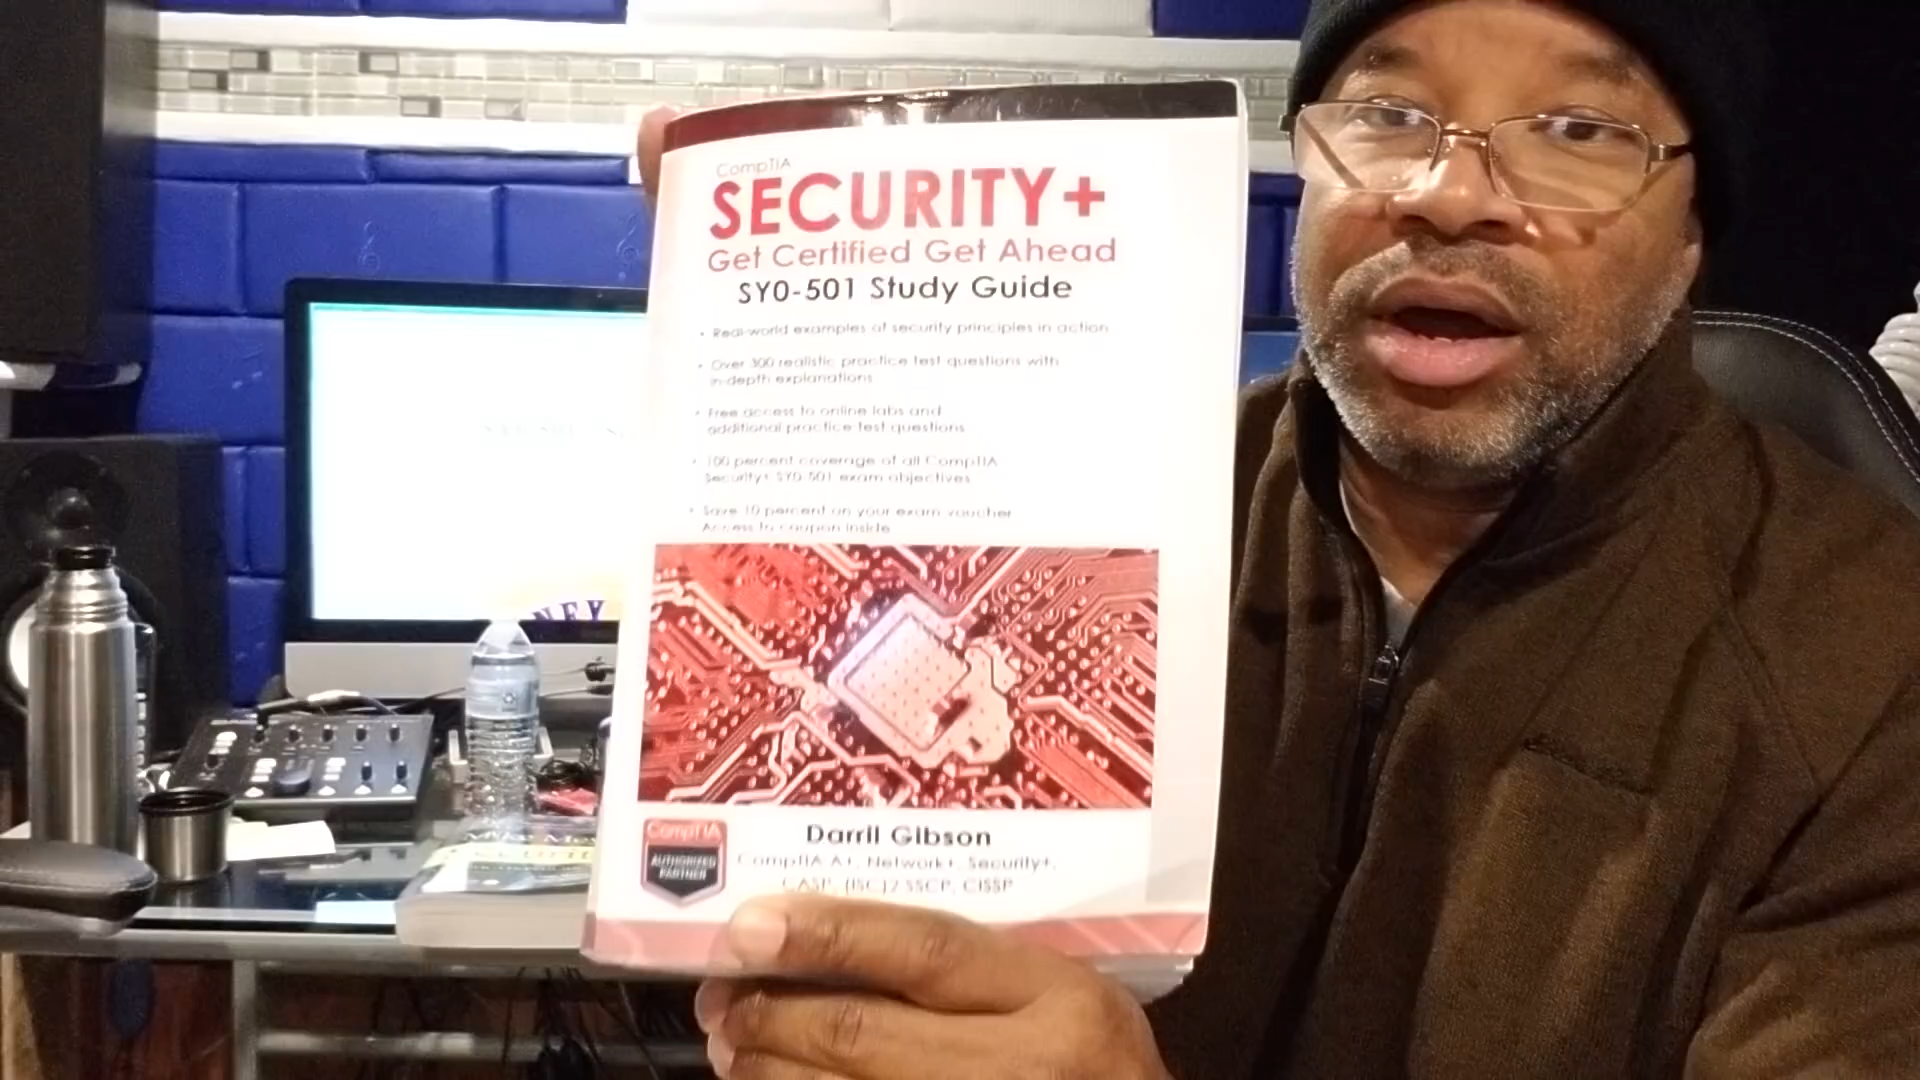 CompTIA
SECURITY+
Get Certified Get Ahead
SY0-501 Study Guide
• Real-world examples of security principles in action
• Over 300 realistic practice test questions with
in-depth explanations
• Free access to online labs and
additional practice test questions
• 100 percent coverage of all CompTIA
Security+ SY0-501 exam objectives
• Save 10 percent on your exam voucher
Access to coupon inside
NEY
CompTIA
AUTHORIZED
PARTNER
Darril Gibson
CompTIA A+, Network+, Security+,
CASP, (ISC)2 SSCP, CISSP